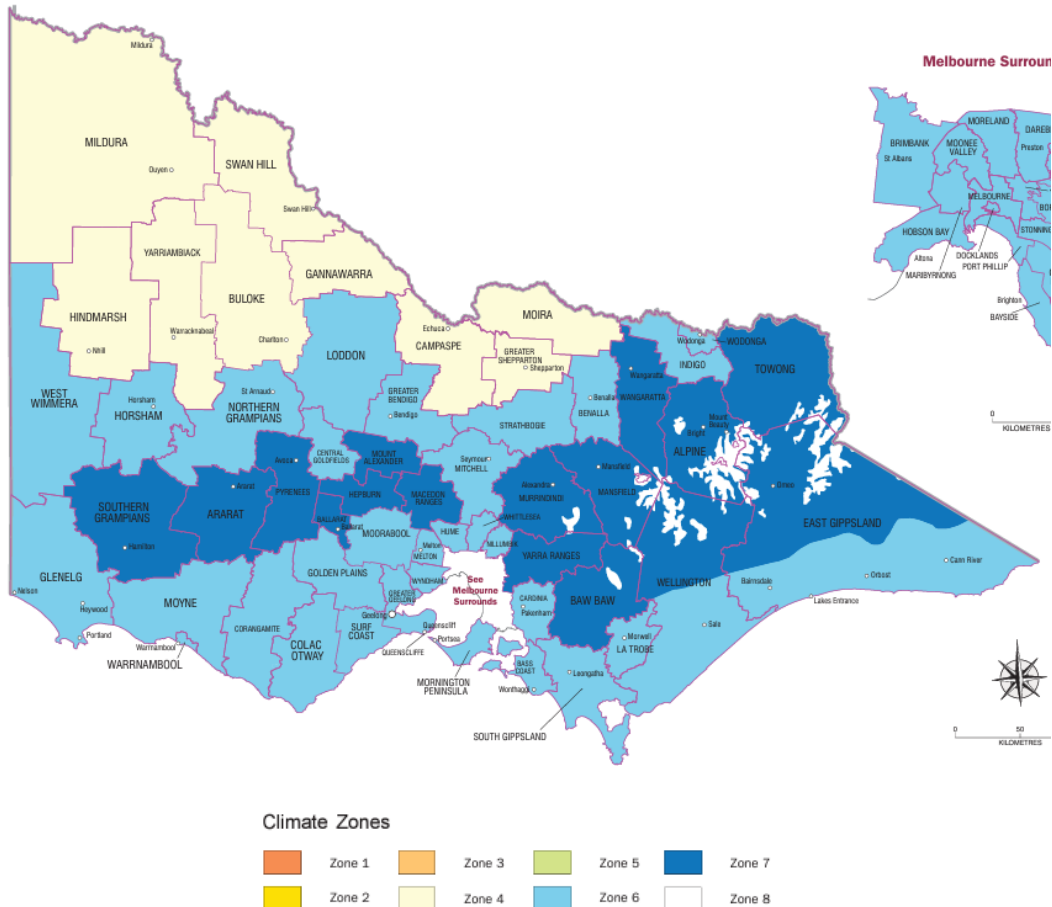 Melbourne Surroun
Mildura
MILDURA
Ouyen
SWAN HILL
Swan Hill
YARRIAMBIACK
GANNAWARRA
BULOKE
HINDMARSH
Warracknabeal
Nhill
Charlton
MOIRA
Echuca
CAMPASPE
GREATER
SHEPPARTON
Shepparton
LODDON
WEST
WIMMERA
Horsham
HORSHAM
St Arnaud
NORTHERN
GRAMPIANS
GREATER
BENDIGO
Bendigo
STRATHBOGIE
Benalla
BENALLA
Wangaratta
WANGARATTA
Wodonga
WODONGA
INDIGO
TOWONG
Mount
Beauty
Bright
ALPINE
Omeo
EAST GIPPSLAND
Avoca
CENTRAL
GOLDFIELDS
MOUNT
ALEXANDER
Seymour
MITCHELL
Mansfield
MANSFIELD
Alexandra
MURRINDINDI
SOUTHERN
GRAMPIANS
Hamilton
Ararat
ARARAT
PYRENEES
HEPBURN
MACEDON
RANGES
BALLARAT
Ballarat
MOORABOOL
HUME
WHITTLESEA
NILLUMBIK
Melton
MELTON
YARRA RANGES
See
Melbourne
Surrounds
GLENELG
Nelson
Heywood
Portland
MOYNE
Warrnambool
WARRNAMBOOL
CORANGAMITE
GOLDEN PLAINS
WYNDHAM
GREATER
GEELONG
Geelong
SURF
COAST
COLAC
OTWAY
Queenscliff
QUEENSCLIFFE
Portsea
MORNINGTON
PENINSULA
CARDINIA
Pakenham
BAW BAW
WELLINGTON
Bairnsdale
Orbost
Cann River
Lakes Entrance
Sale
Morwell
LA TROBE
BASS
COAST
Wonthaggi
Leongatha
SOUTH GIPPSLAND
BRIMBANK
St Albans
MORELAND
MOONEE
VALLEY
DAREB
Preston
MELBOURNE
BO
STONNIN
HOBSON BAY
Altona
DOCKLANDS
PORT PHILLIP
MARIBYRNONG
Brighton
BAYSIDE
0
KILOMETRES
0
50
KILOMETRES
Climate Zones
Zone 1
Zone 3
Zone 5
Zone 7
Zone 2
Zone 4
Zone 6
Zone 8